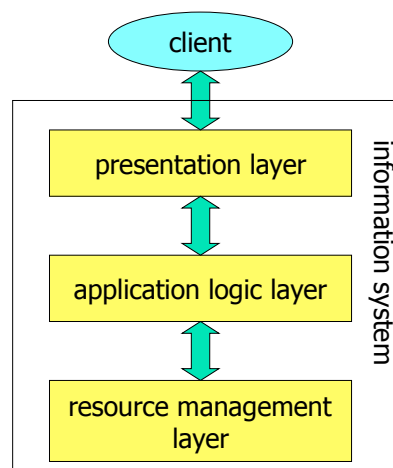 client
presentation layer
application logic layer
resource management
layer
information system